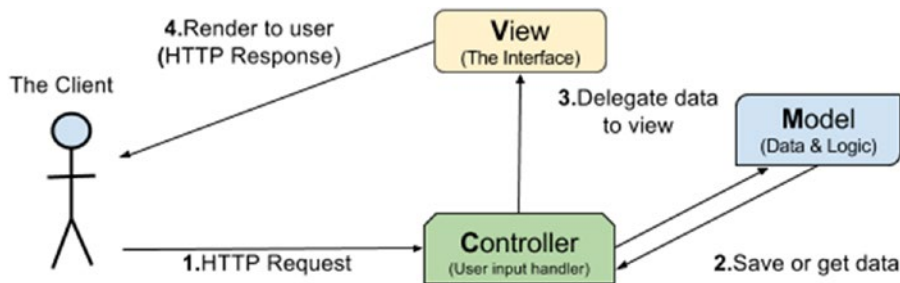 4.Render to user
(HTTP Response)
View
(The Interface)
The Client
3.Delegate data
to view
Model
(Data & Logic)
Controller
(User input handler)
1.HTTP Request
2.Save or get data